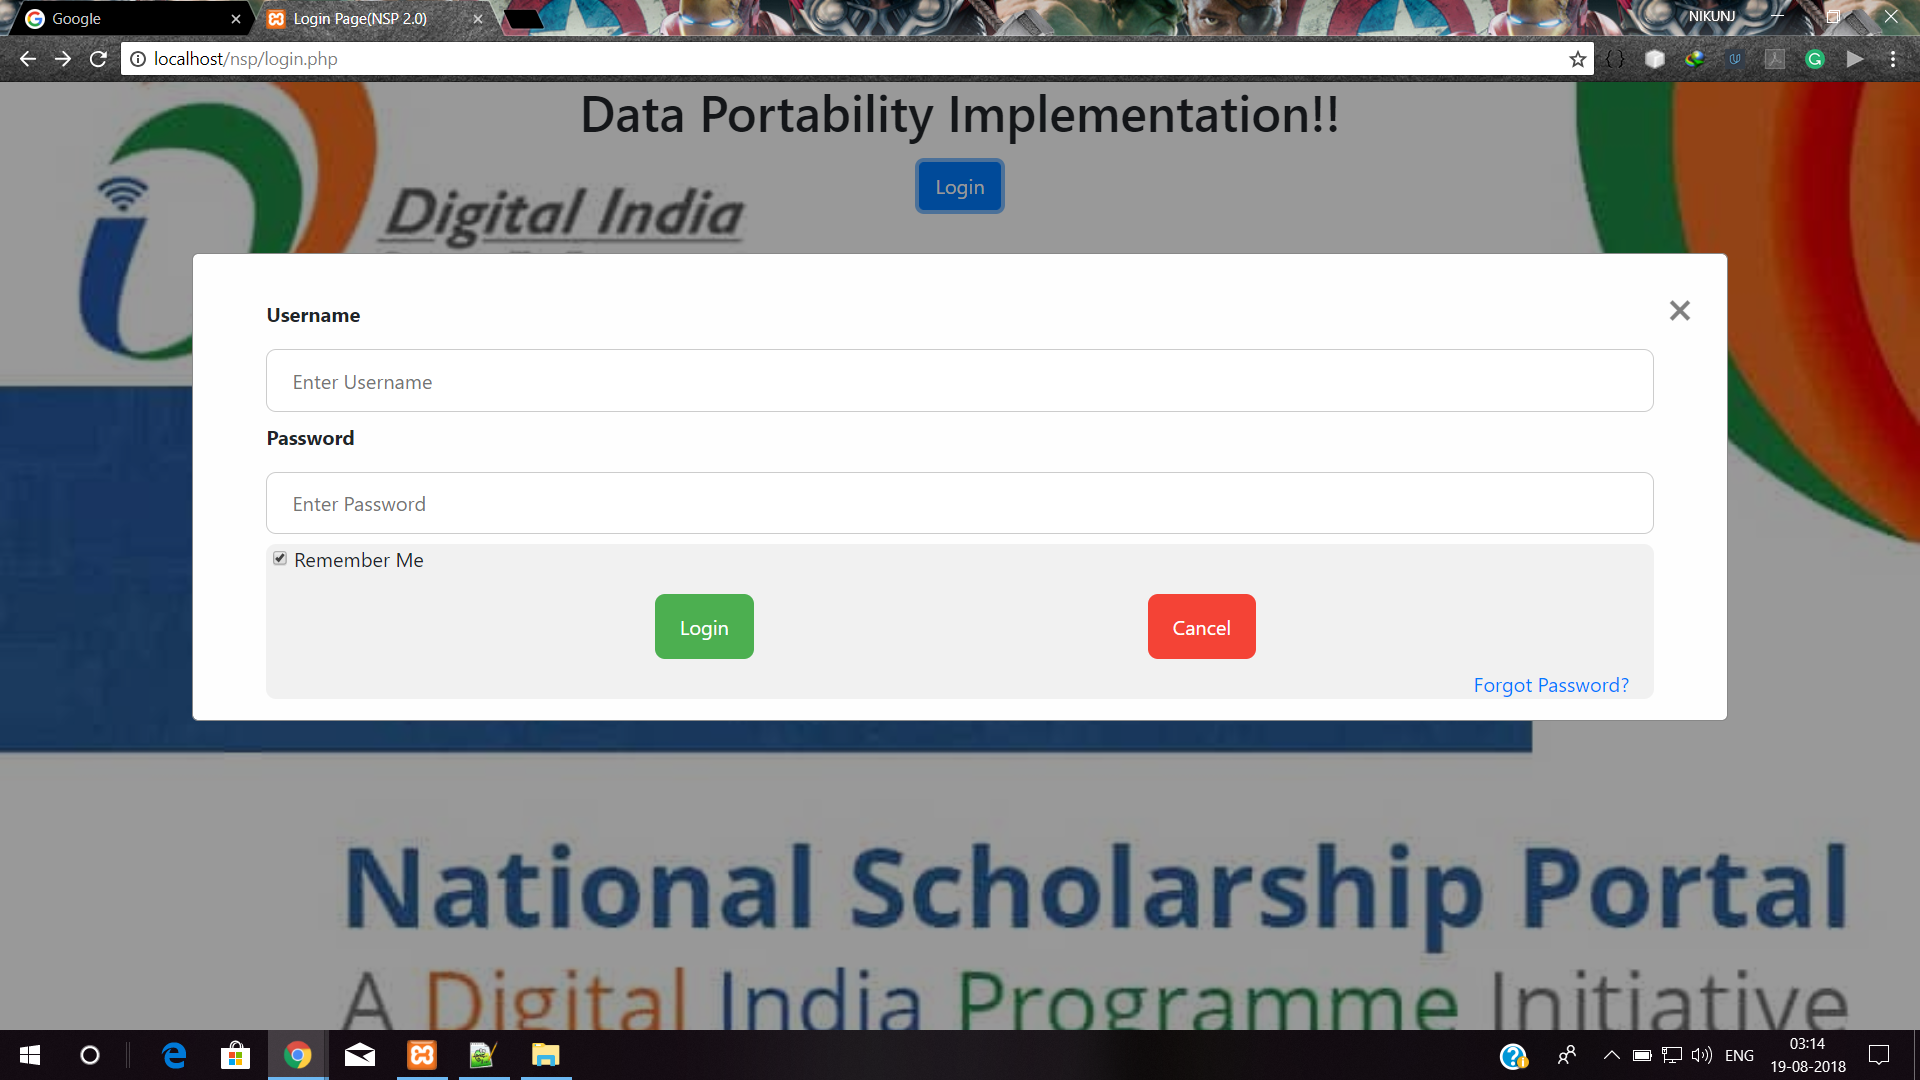 Google
Login Page(NSP 2.0)
NIKUNJ
localhost/nsp/login.php
Data Portability Implementation!!
Login
Digital India
Username
Enter Username
Password
Enter Password
Remember Me
Login
Cancel
Forgot Password?
National Scholarship Portal
A Digital India Programme Initiative
ENG
03:14
19-08-2018